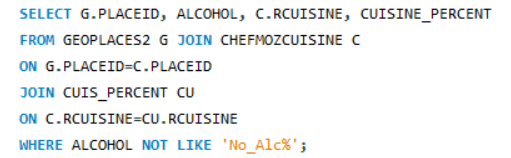 SELECT G.PLACEID, ALCOHOL, C.RCUISINE, CUISINE_PERCENT
FROM GEOPLACES2 G JOIN CHEFMOZCUISINE C
ON G.PLACEID=C.PLACEID
JOIN CUIS_PERCENT CU
ON C.RCUISINE=CU.RCUISINE
WHERE ALCOHOL NOT LIKE 'No_Alc%';